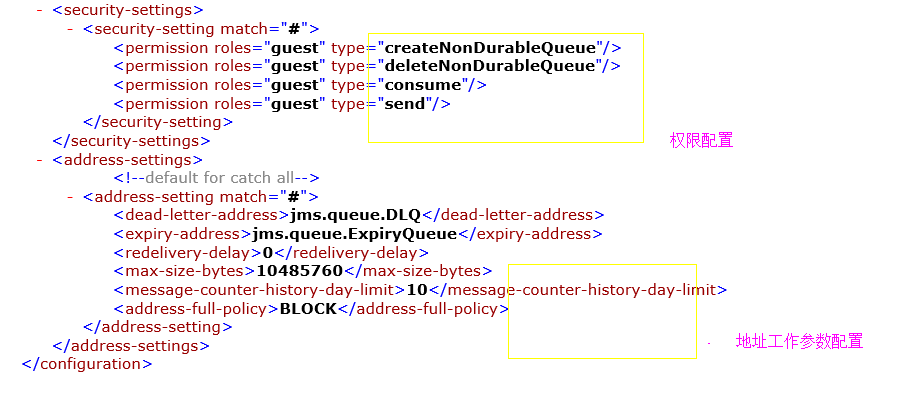 - <security-settings>
- <security-setting match="#">
<permission roles="guest" type="createNonDurableQueue"/>
<permission roles="guest" type="deleteNonDurableQueue"/>
<permission roles="guest" type="consume"/>
<permission roles="guest" type="send"/>
</security-setting>
权限配置
</security-settings>
- <address-settings>
<!--default for catch all-->
- <address-setting match="#">
<dead-letter-address>jms.queue.DLQ</dead-letter-address>
<expiry-address>jms.queue.ExpiryQueue</expiry-address>
<redelivery-delay>0</redelivery-delay>
<max-size-bytes>10485760</max-size-bytes>
<message-counter-history-day-limit>10</message-counter-history-day-limit>
<address-full-policy>BLOCK</address-full-policy>
</address-setting>
地址工作参数配置
</address-settings>
</configuration>